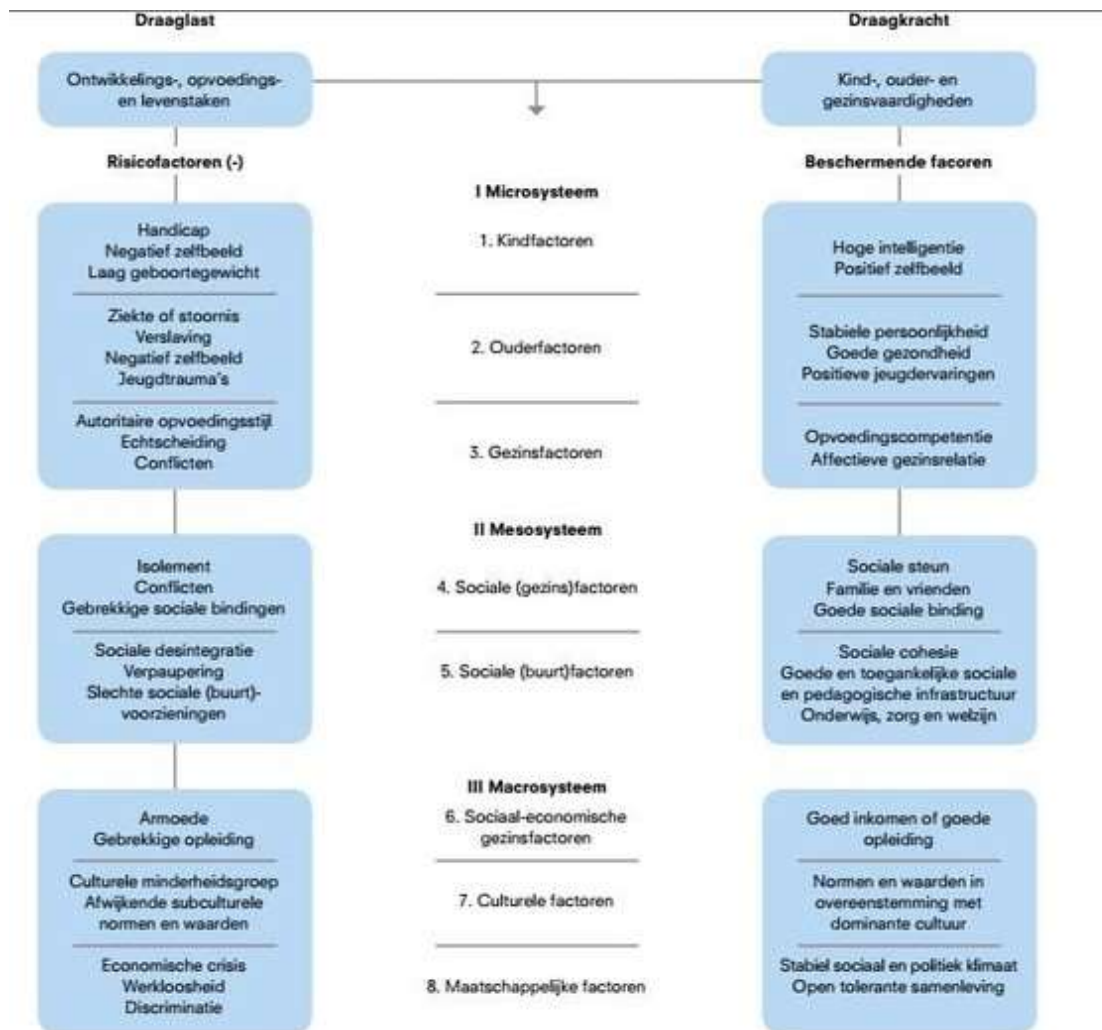 Draaglast
Draagkracht
Ontwikkelings-, opvoedings-
en levenstaken
Kind-, ouder- en
gezinsvaardigheden
Risicofactoren (-)
Beschermende facoren
I Microsysteem
Handicap
Negatief zelfbeeld
Laag geboortegewicht
1. Kindfactoren
Hoge intelligentie
Positief zelfbeeld
Ziekte of stoornis
Verslaving
Negatief zelfbeeld
Jeugdtrauma's
2. Ouderfactoren
Stabiele persoonlijkheid
Goede gezondheid
Positieve jeugdervaringen
Autoritaire opvoedingsstijl
Echtscheiding
Conflicten
3. Gezinsfactoren
Opvoedingscompetentie
Affectieve gezinsrelatie
II Mesosysteem
Isolement
Conflicten
Gebrekkige sociale bindingen
4. Sociale (gezins)factoren
Sociale steun
Familie en vrienden
Goede sociale binding
Sociale desintegratie
Verpaupering
Slechte sociale (buurt)-
voorzieningen
5. Sociale (buurt)factoren
Sociale cohesie
Goede en toegankelijke sociale
en pedagogische infrastructuur
Onderwijs, zorg en welzijn
III Macrosysteem
Armoede
Gebrekkige opleiding
6. Sociaal-economische
gezinsfactoren
Goed inkomen of goede
opleiding
Culturele minderheidsgroep
Afwijkende subculturele
normen en waarden
7. Culturele factoren
Normen en waarden in
overeenstemming met
dominante cultuur
Economische crisis
Werkloosheid
Discriminatie
8. Maatschappelijke factoren
Stabiel sociaal en politiek klimaat
Open tolerante samenleving